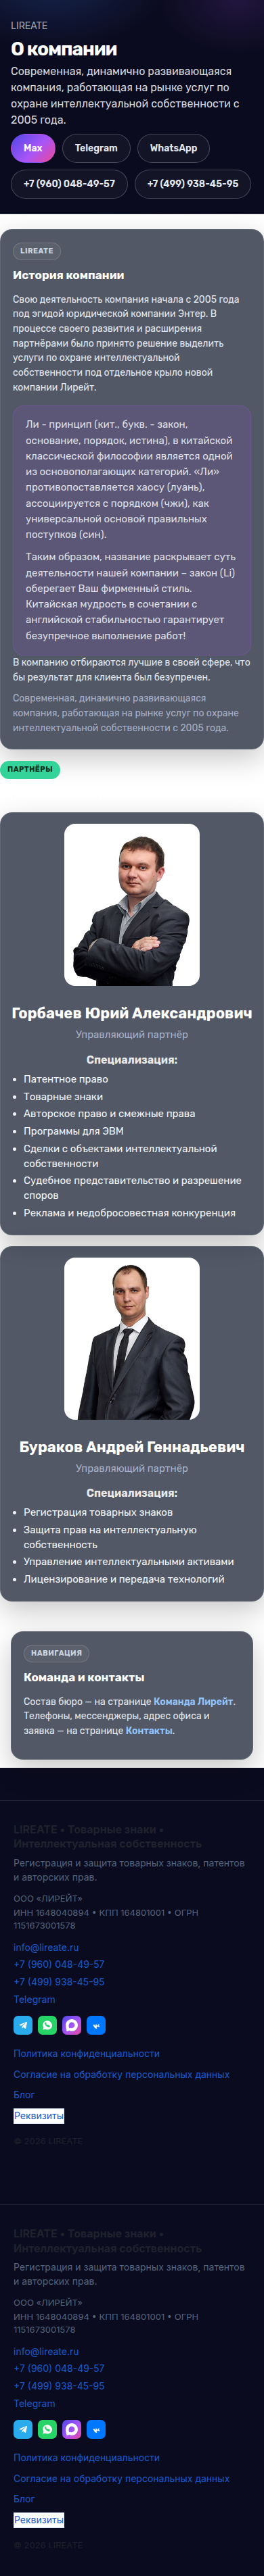 LIREATE
О компании
Современная, динамично развивающаяся
компания, работающая на рынке услуг по
охране интеллектуальной собственности с
2005 года.
Max
Telegram
WhatsApp
+7 (960) 048-49-57
+7 (499) 938-45-95
LIREATE
История компании
Свою деятельность компания начала с 2005 года
под эгидой юридической компании Энтер. В
процессе своего развития и расширения
партнёрами было принято решение выделить
услуги по охране интеллектуальной
собственности под отдельное крыло новой
компании Лирейт.
Ли - принцип (кит., букв. - закон,
основание, порядок, истина), в китайской
классической философии является одной
из основополагающих категорий. «Ли»
противопоставляется хаосу (луань),
ассоциируется с порядком (чжи), как
универсальной основой правильных
поступков (син).
Таким образом, название раскрывает суть
деятельности нашей компании – закон (Li)
оберегает Ваш фирменный стиль.
Китайская мудрость в сочетании с
английской стабильностью гарантирует
безупречное выполнение работ!
В компанию отбираются лучшие в своей сфере, что
бы результат для клиента был безупречен.
Современная, динамично развивающаяся
компания, работающая на рынке услуг по охране
интеллектуальной собственности с 2005 года.
ПАРТНЁРЫ
Горбачев Юрий Александрович
Управляющий партнёр
Специализация:
• Патентное право
• Товарные знаки
• Авторское право и смежные права
• Программы для ЭВМ
• Сделки с объектами интеллектуальной
собственности
• Судебное представительство и разрешение
споров
• Реклама и недобросовестная конкуренция
Бураков Андрей Геннадьевич
Управляющий партнёр
Специализация:
• Регистрация товарных знаков
• Защита прав на интеллектуальную
собственность
• Управление интеллектуальными активами
• Лицензирование и передача технологий
НАВИГАЦИЯ
Команда и контакты
Состав бюро — на странице Команда Лирейт.
Телефоны, мессенджеры, адрес офиса и
заявка — на странице Контакты.
LIREATE • Товарные знаки •
Интеллектуальная собственность
Регистрация и защита товарных знаков, патентов
и авторских прав.
ООО «ЛИРЕЙТ»
ИНН 1648040894 • КПП 164801001 • ОГРН
1151673001578
info@lireate.ru
+7 (960) 048-49-57
+7 (499) 938-45-95
Telegram
Политика конфиденциальности
Согласие на обработку персональных данных
Блог
Реквизиты
© 2026 LIREATE
LIREATE • Товарные знаки •
Интеллектуальная собственность
Регистрация и защита товарных знаков, патентов
и авторских прав.
ООО «ЛИРЕЙТ»
ИНН 1648040894 • КПП 164801001 • ОГРН
1151673001578
info@lireate.ru
+7 (960) 048-49-57
+7 (499) 938-45-95
Telegram
Политика конфиденциальности
Согласие на обработку персональных данных
Блог
Реквизиты
© 2026 LIREATE